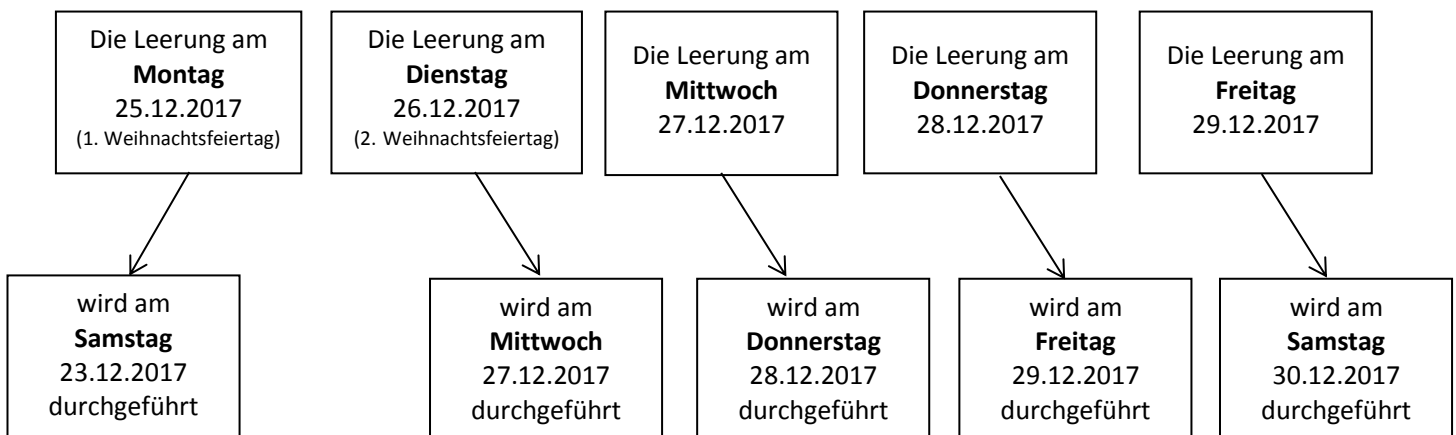 Die Leerung am
Montag
25.12.2017
(1. Weihnachtsfeiertag)
Die Leerung am
Dienstag
26.12.2017
(2. Weihnachtsfeiertag)
Die Leerung am
Mittwoch
27.12.2017
Die Leerung am
Donnerstag
28.12.2017
Die Leerung am
Freitag
29.12.2017
wird am
Samstag
23.12.2017
durchgeführt
wird am
Mittwoch
27.12.2017
durchgeführt
wird am
Donnerstag
28.12.2017
durchgeführt
wird am
Freitag
29.12.2017
durchgeführt
wird am
Samstag
30.12.2017
durchgeführt